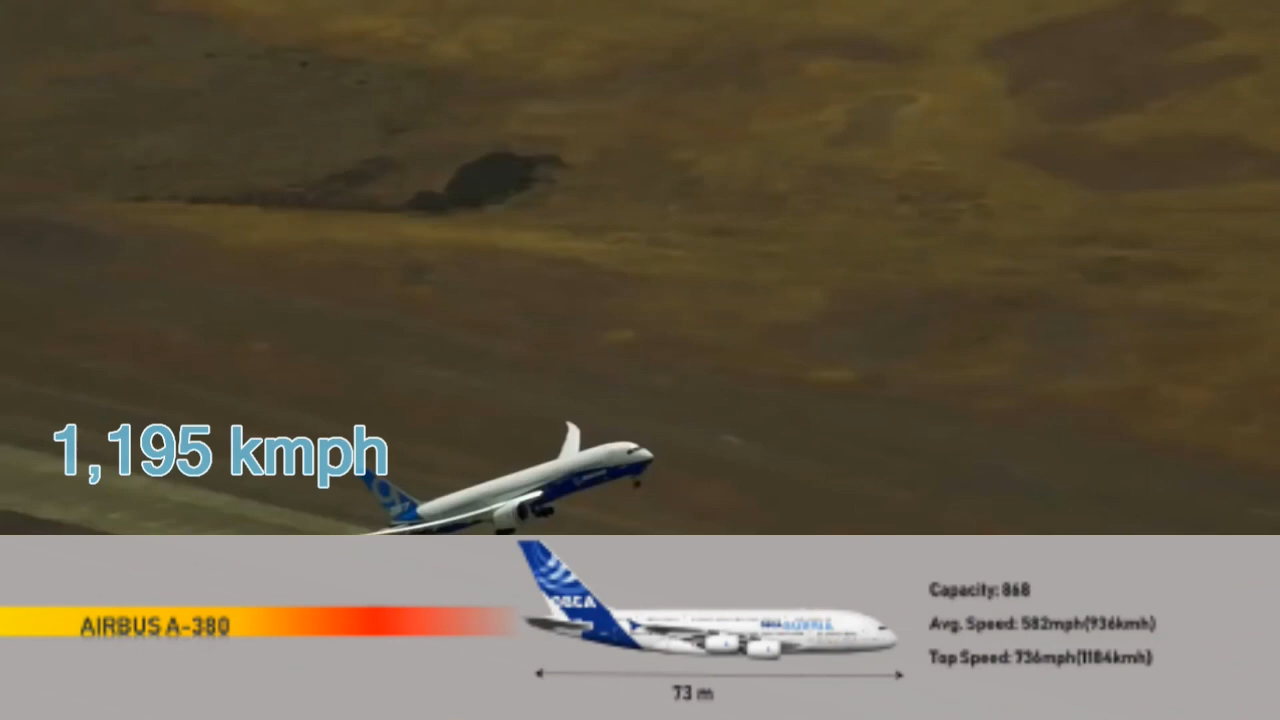 1,195 kmph
AIRBUS A-380
Capacity: 868
Avg. Speed: 582mph(936kmh)
Top Speed: 736mph(1184kmh)
73 m